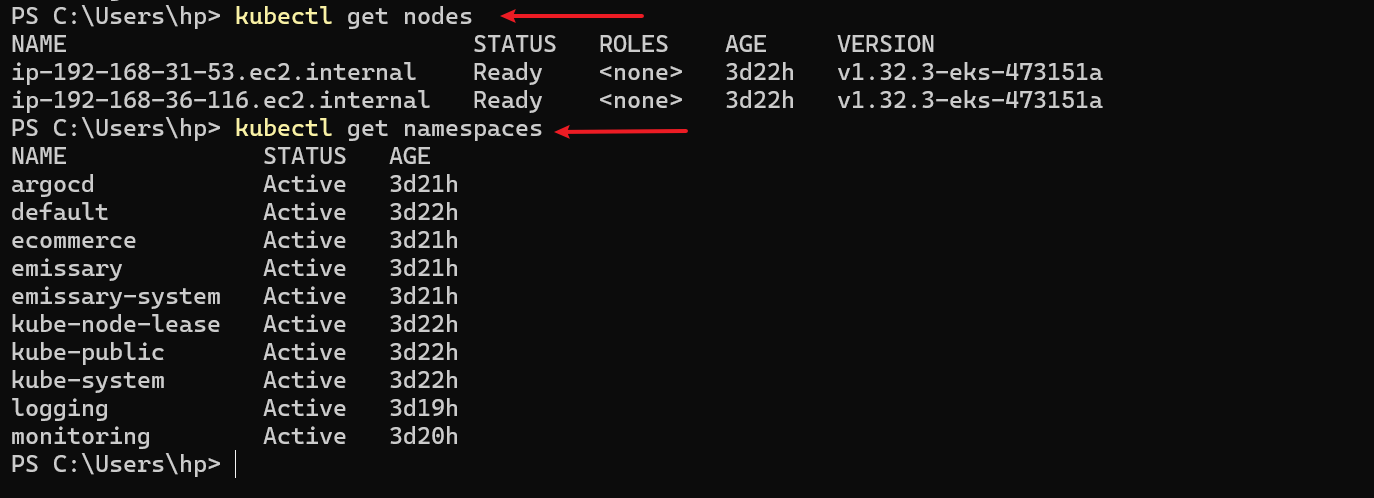 PS C:\Users\hp> kubectl get nodes
NAME                             STATUS   ROLES    AGE     VERSION
ip-192-168-31-53.ec2.internal    Ready    <none>   3d22h   v1.32.3-eks-473151a
ip-192-168-36-116.ec2.internal   Ready    <none>   3d22h   v1.32.3-eks-473151a
PS C:\Users\hp> kubectl get namespaces
NAME              STATUS   AGE
argocd            Active   3d21h
default           Active   3d22h
ecommerce         Active   3d21h
emissary          Active   3d21h
emissary-system   Active   3d21h
kube-node-lease   Active   3d22h
kube-public       Active   3d22h
kube-system       Active   3d22h
logging           Active   3d19h
monitoring        Active   3d20h
PS C:\Users\hp>